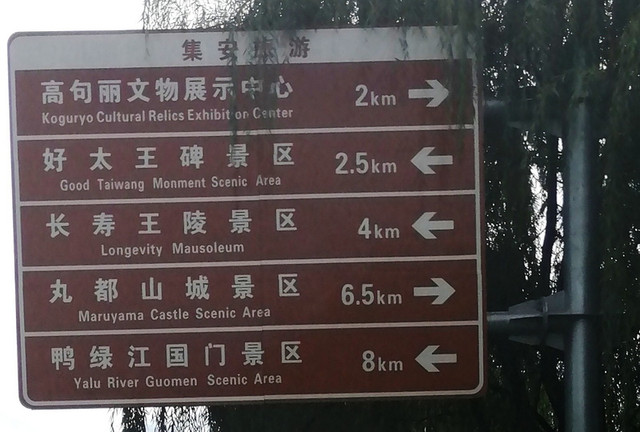 集安旅游
高句丽文物展示中心 2km →
Koguryo Cultural Relics Exhibition Center
好太王碑景区 2.5km ←
Good Taiwang Monment Scenic Area
长寿王陵景区 4km ←
Longevity Mausoleum
丸都山城景区 6.5km →
Maruyama Castle Scenic Area
鸭绿江国门景区 8km ←
Yalu River Guomen Scenic Area